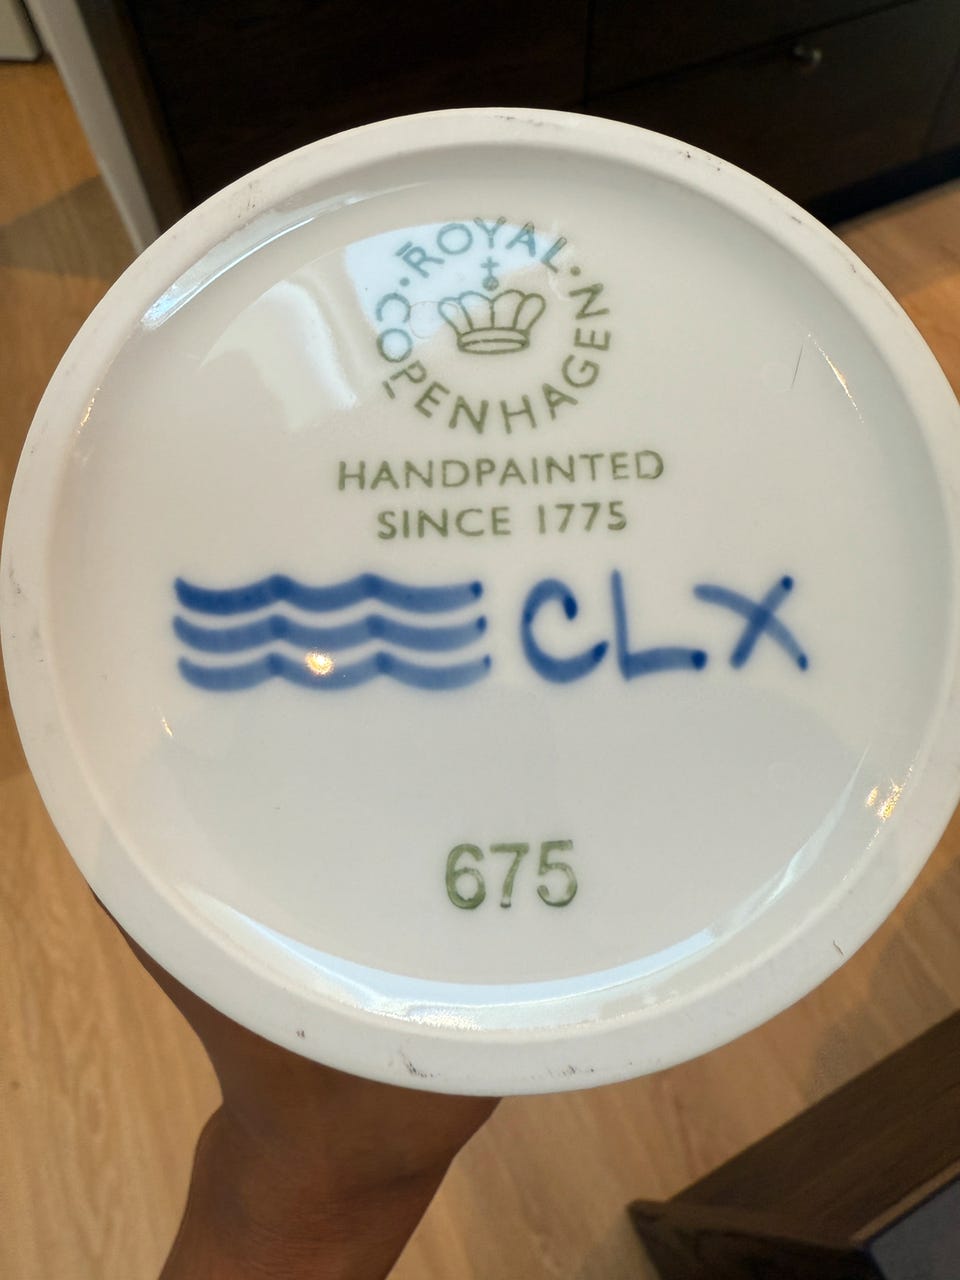 ROYAL · COPENHAGEN ·
HANDPAINTED
SINCE 1775
CLX
675